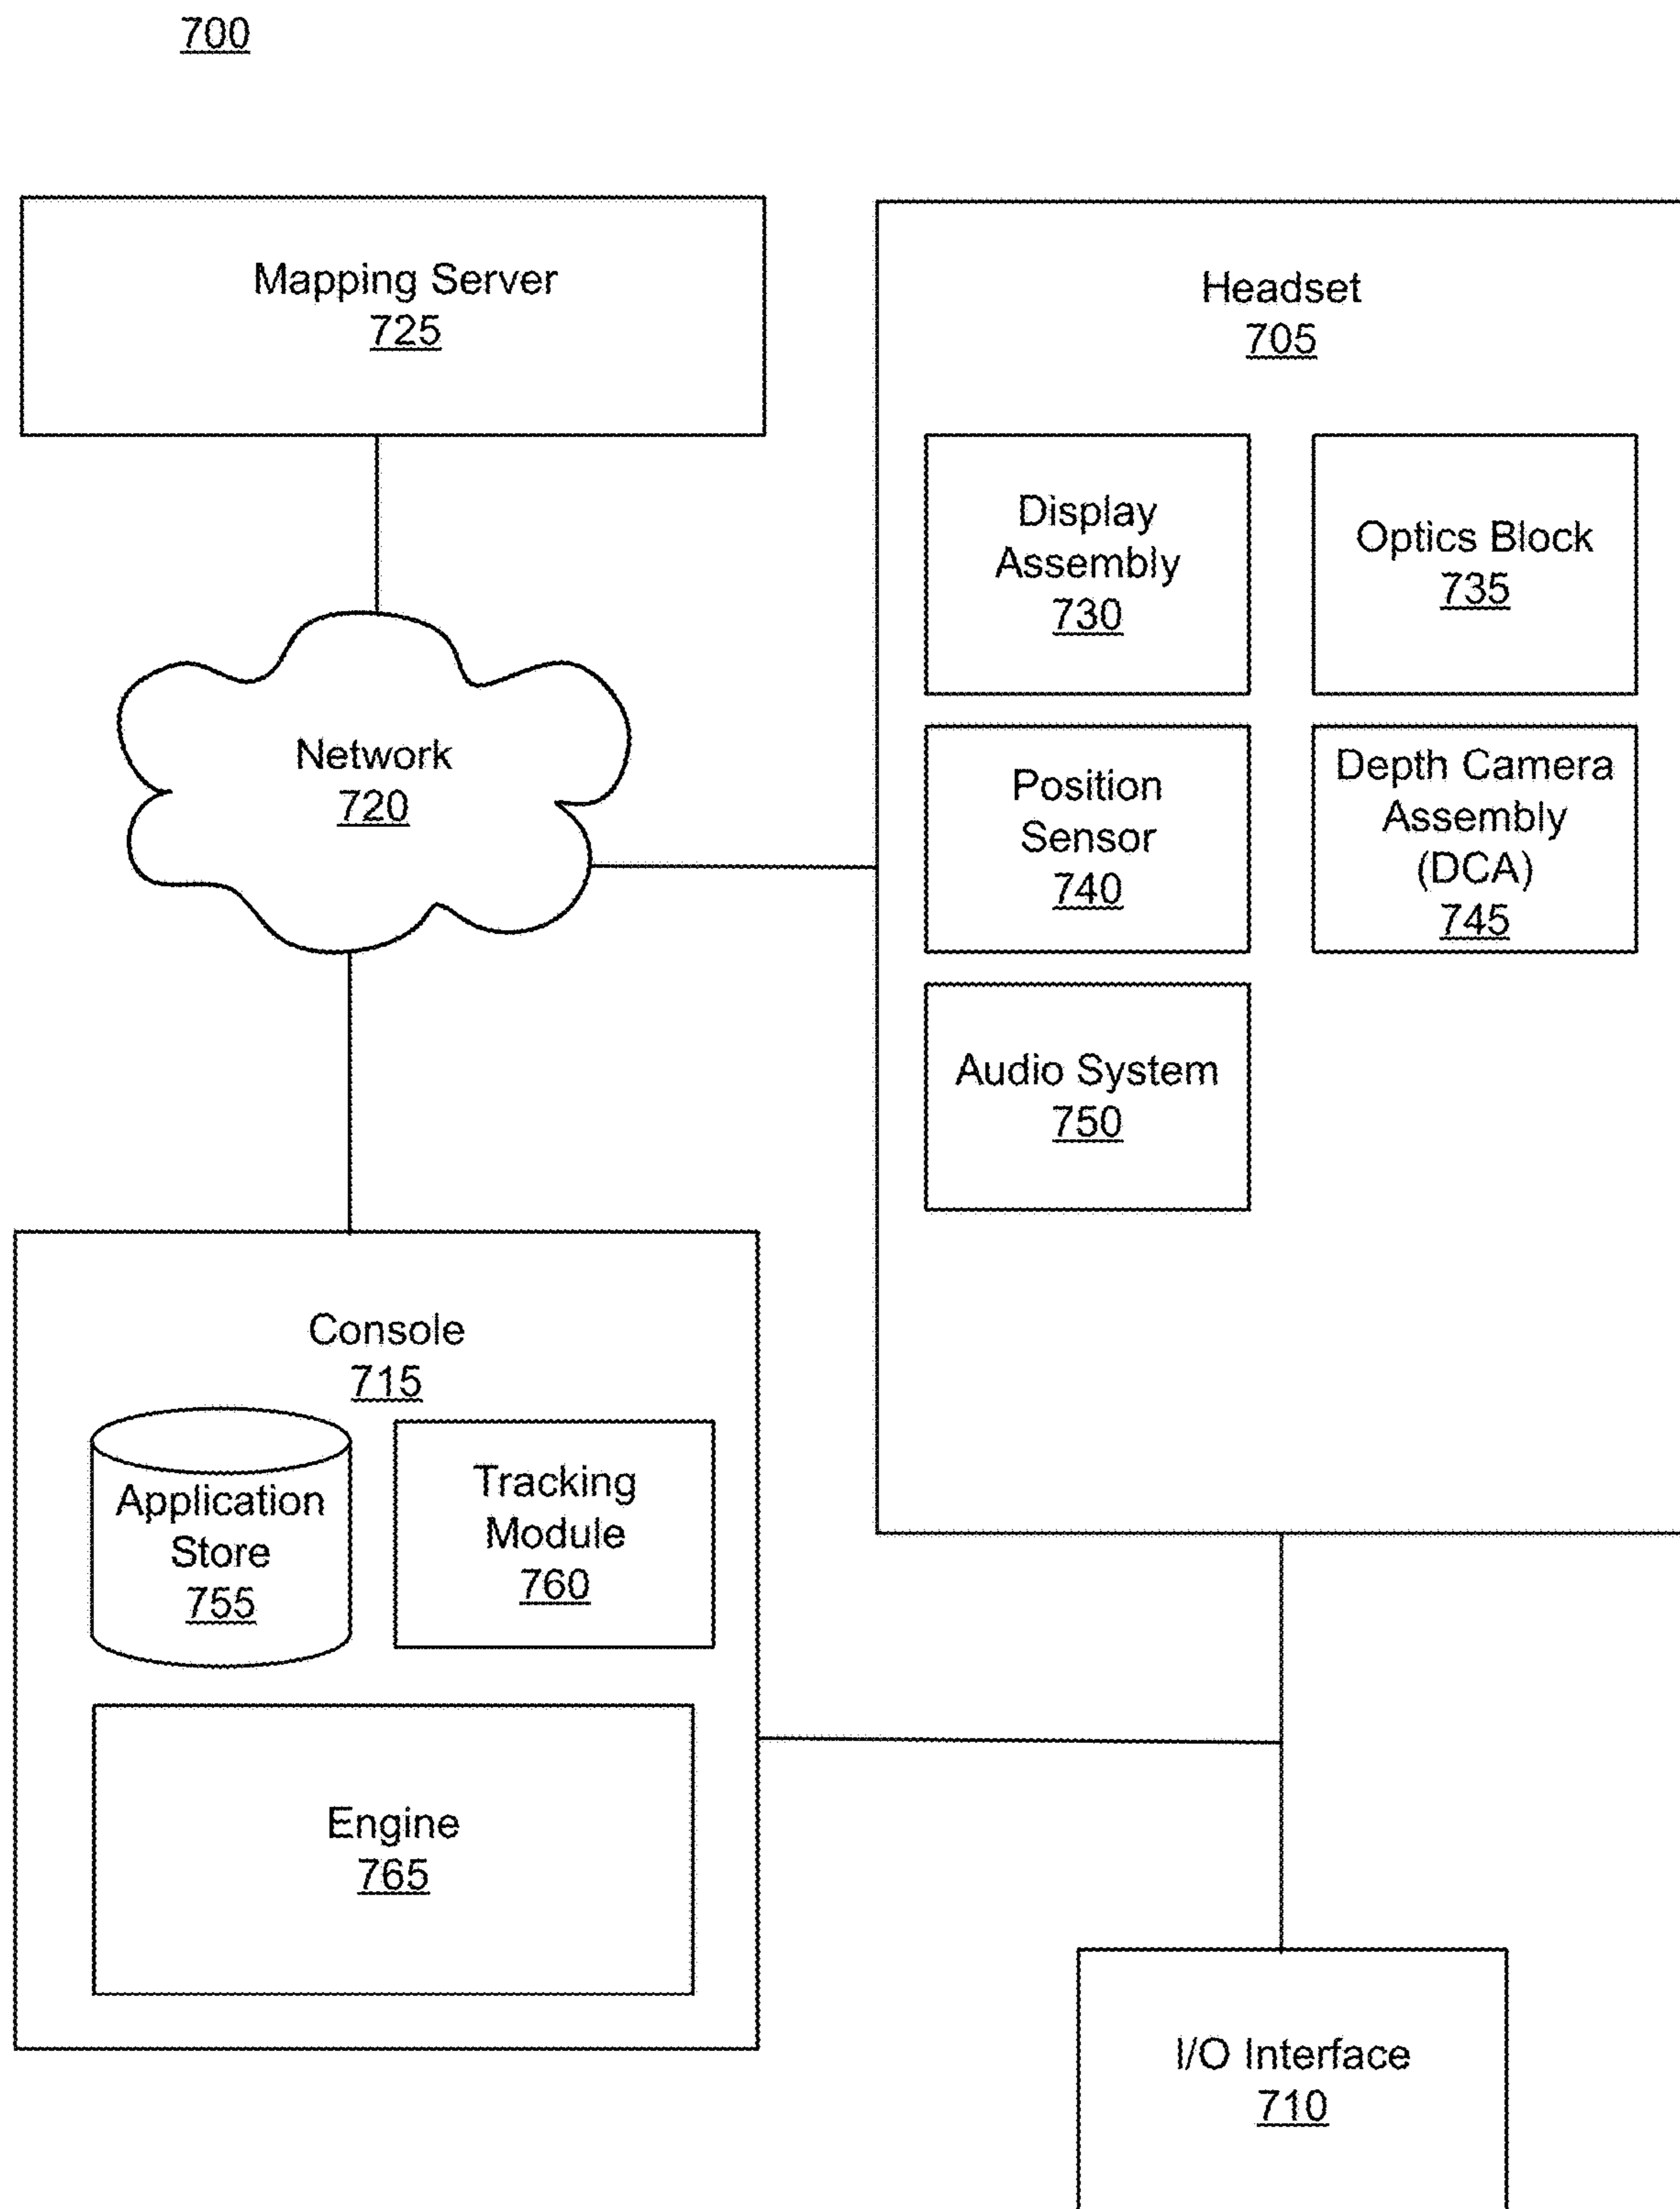 700
Mapping Server
725
Headset
705
Display
Assembly
730
Optics Block
735
Network
720
Position
Sensor
740
Depth Camera
Assembly
(DCA)
745
Audio System
750
Console
715
Application
Store
755
Tracking
Module
760
Engine
765
I/O Interface
710